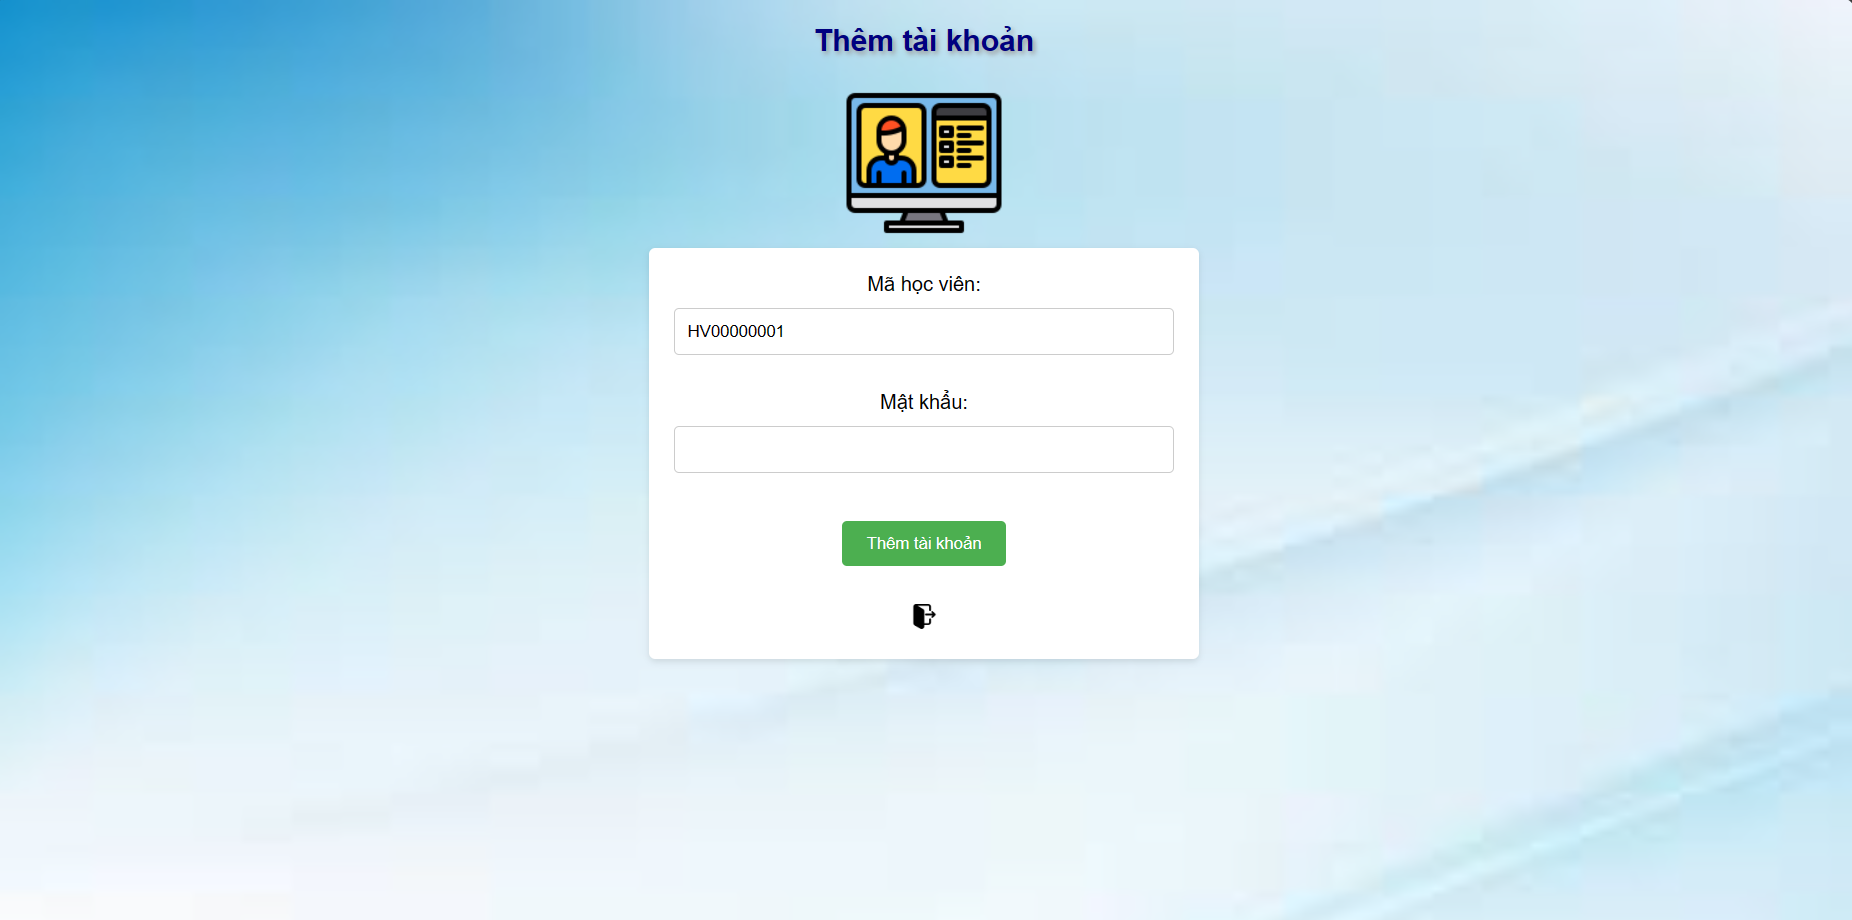 Thêm tài khoản
Mã học viên:
HV00000001
Mật khẩu:
Thêm tài khoản